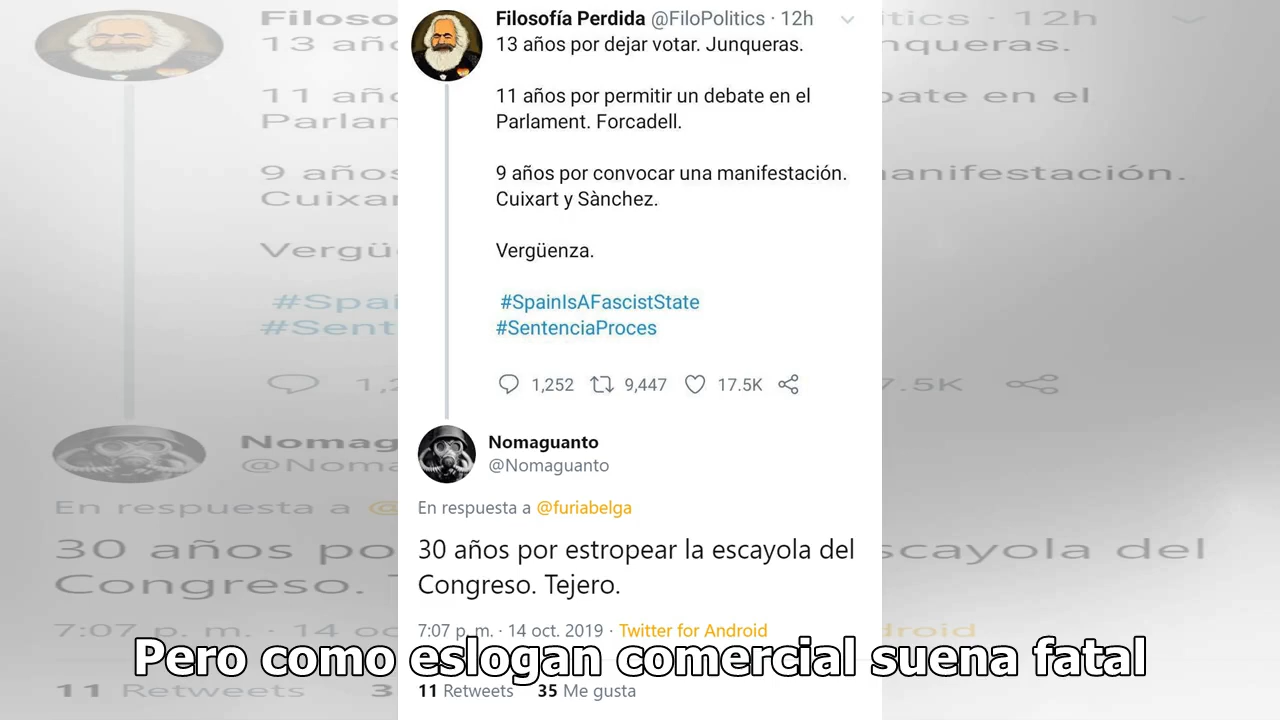 Filosofía Perdida @FiloPolitics · 12h
13 años por dejar votar. Junqueras.
11 años por permitir un debate en el
Parlament. Forcadell.
9 años por convocar una manifestación.
Cuixart y Sànchez.
Vergüenza.
#SpainIsAFascistState
#SentenciaProces
1,252 9,447 17.5K
Nomaguanto
@Nomaguanto
En respuesta a @furiabelga
30 años por estropear la escayola del
Congreso. Tejero.
7:07 p. m. · 14 oct. 2019 · Twitter for Android
Pero como eslogan comercial suena fatal
11 Retweets 35 Me gusta